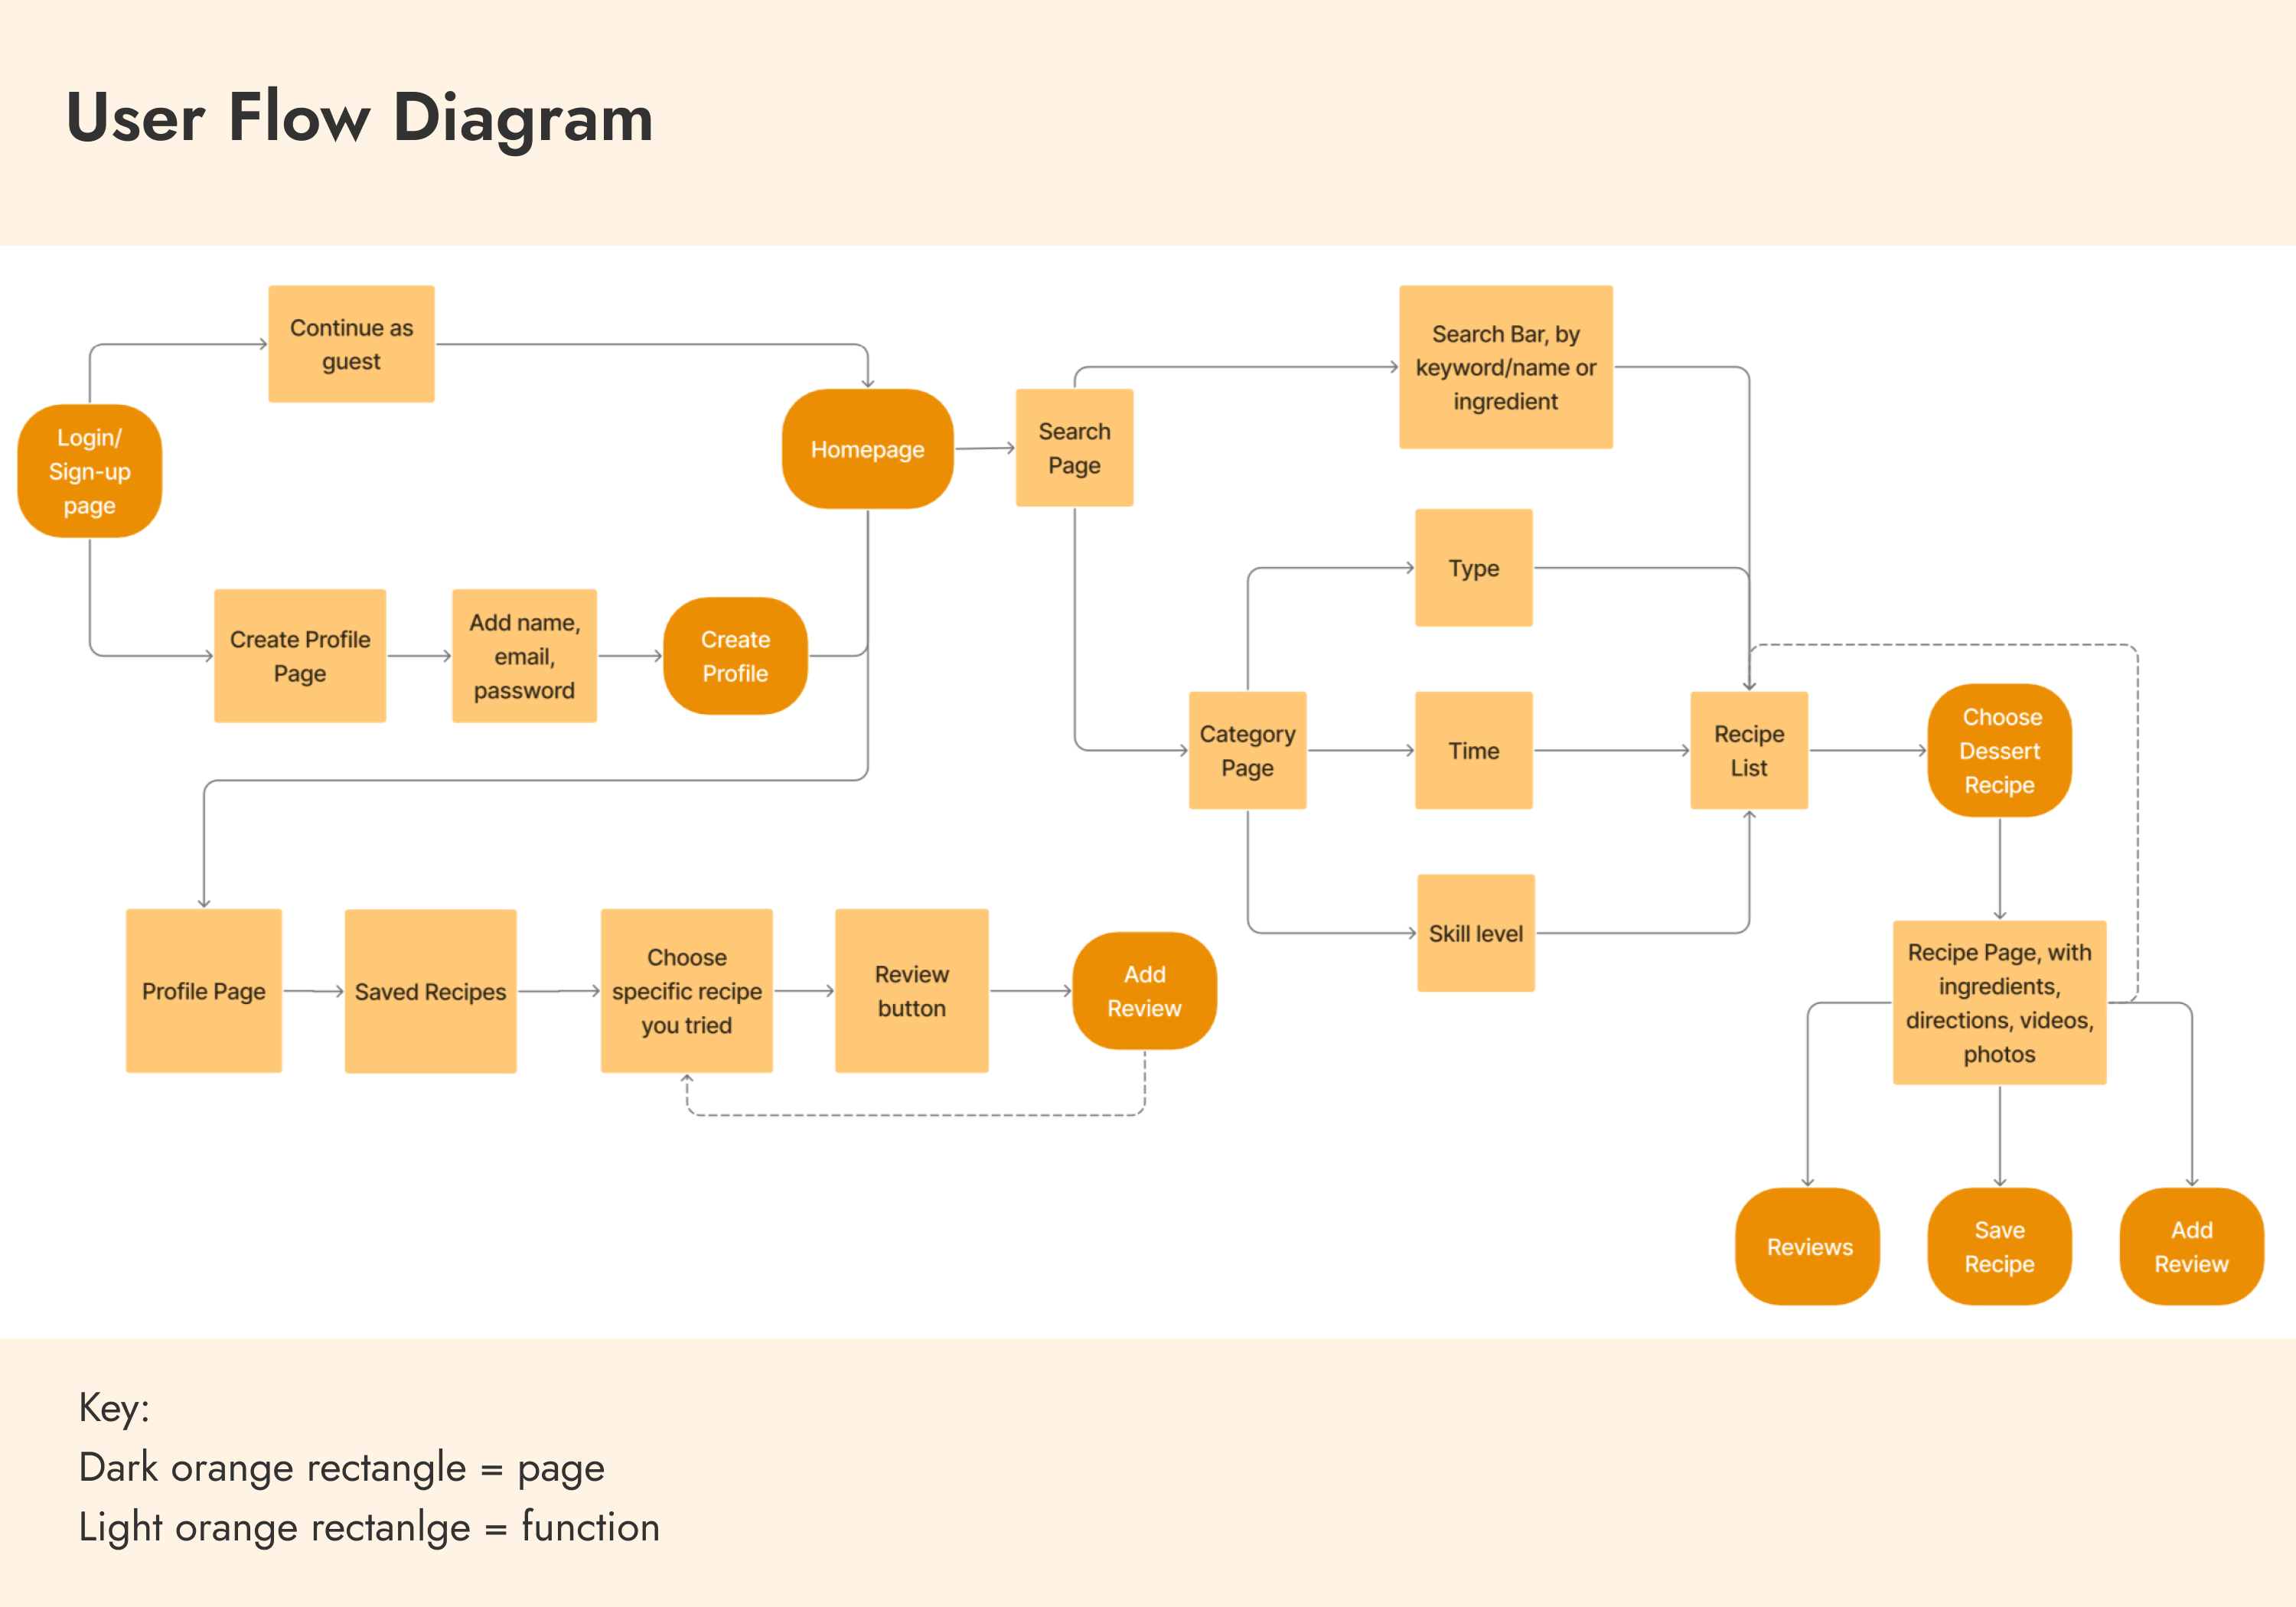 User Flow Diagram
Continue as
guest
Login/
Sign-up
page
Homepage
Create Profile
Page
Add name,
email,
password
Create
Profile
Search
Page
Search Bar, by
keyword/name or
ingredient
Type
Category
Page
Time
Skill level
Recipe
List
Choose
Dessert
Recipe
Profile Page
Saved Recipes
Choose
specific recipe
you tried
Review
button
Add
Review
Recipe Page, with
ingredients,
directions, videos,
photos
Reviews
Save
Recipe
Add
Review
Key:
Dark orange rectangle = page
Light orange rectanlge = function